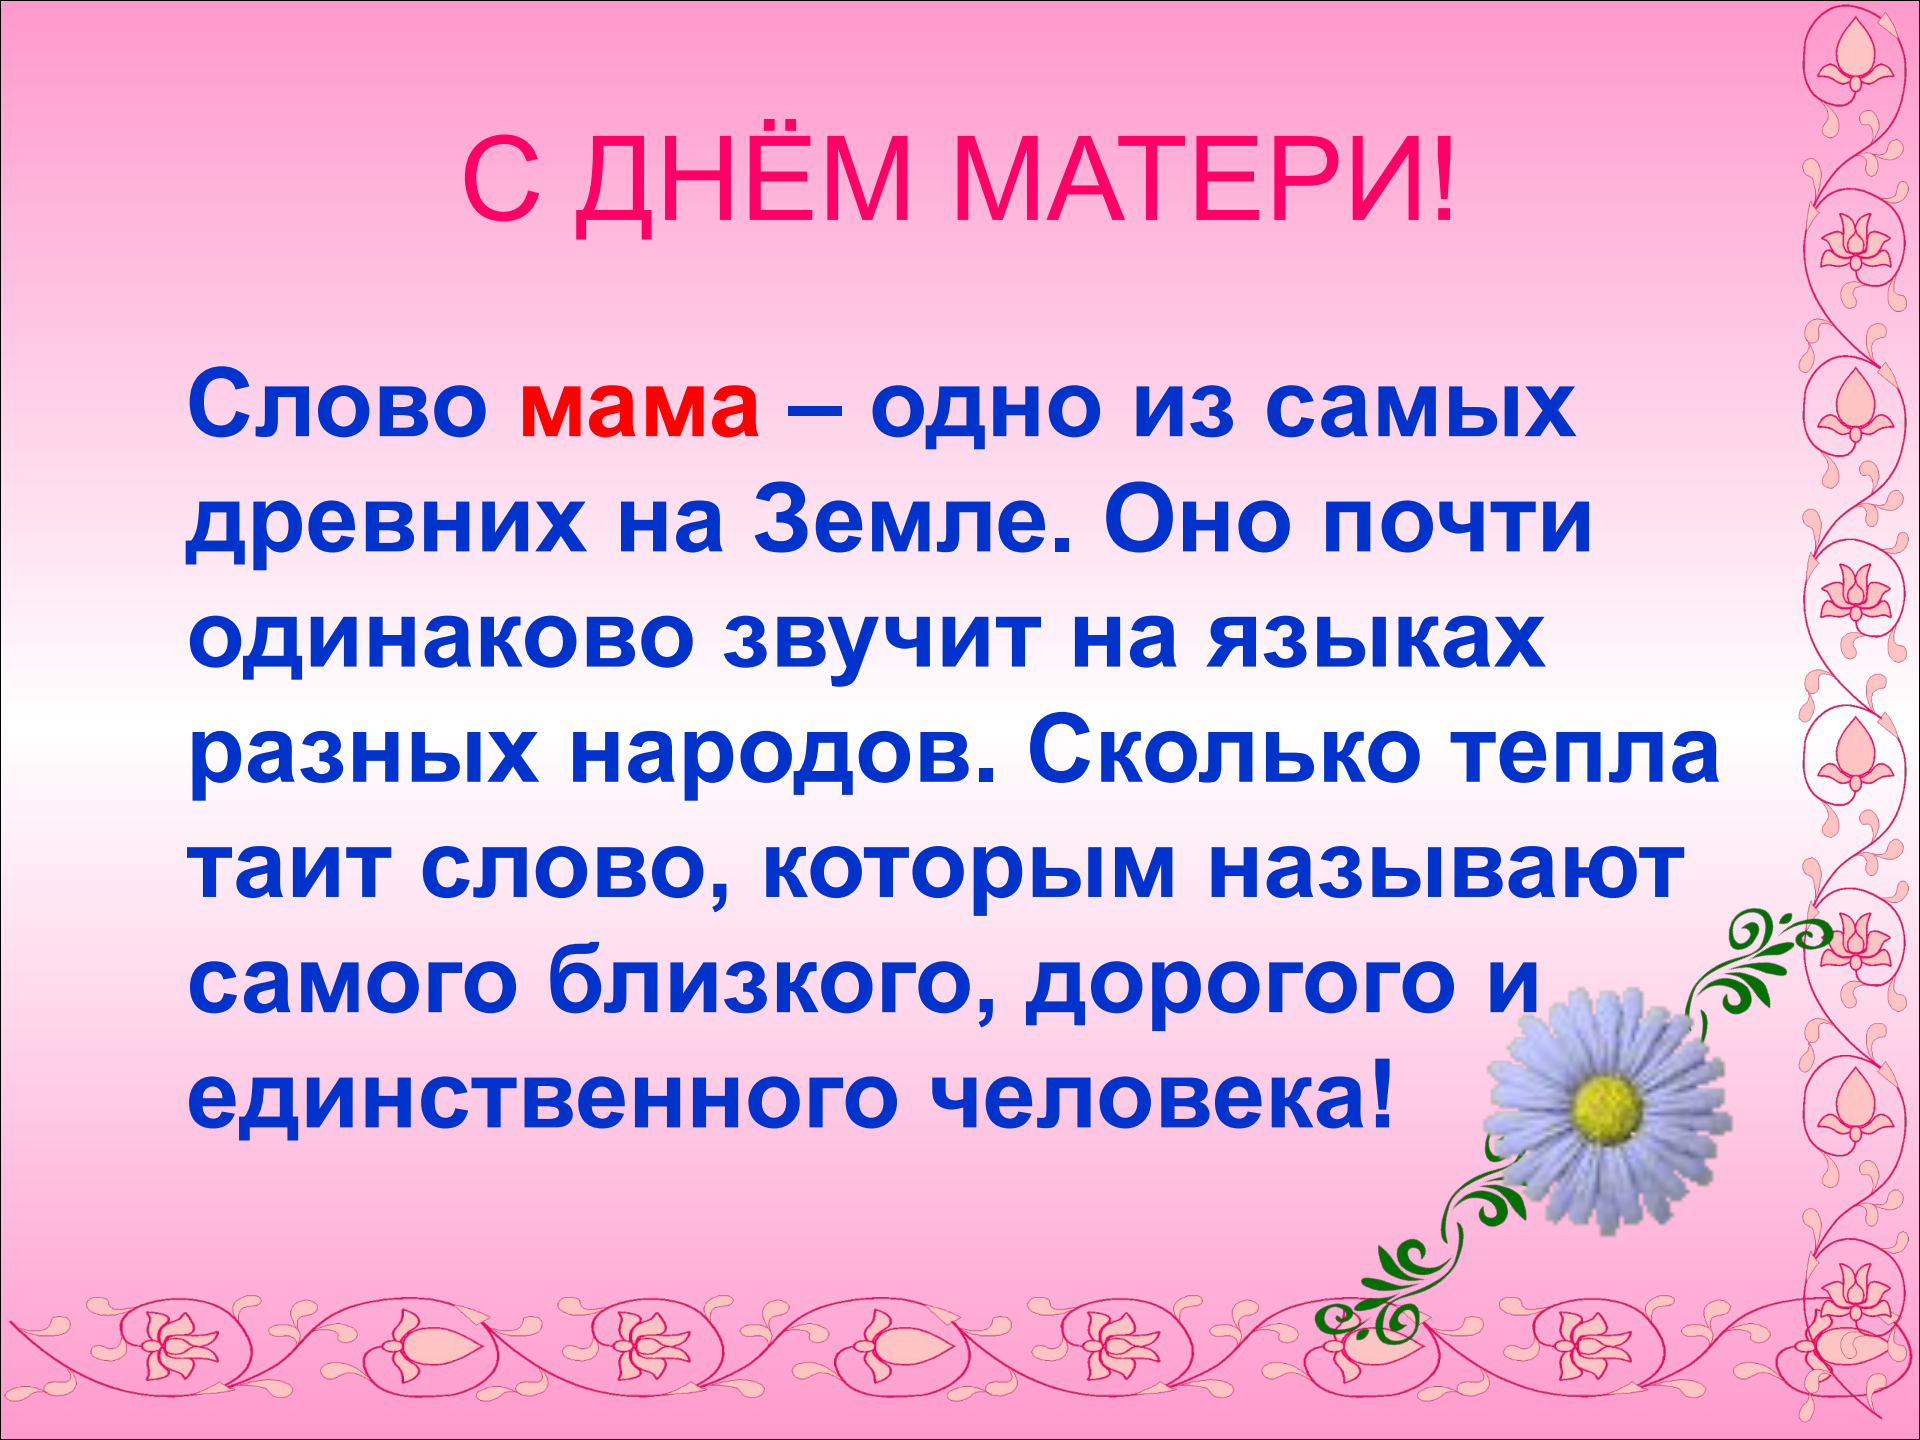 С ДНЁМ МАТЕРИ!
Слово мама – одно из самых
древних на Земле. Оно почти
одинаково звучит на языках
разных народов. Сколько тепла
таит слово, которым называют
самого близкого, дорогого и
единственного человека!